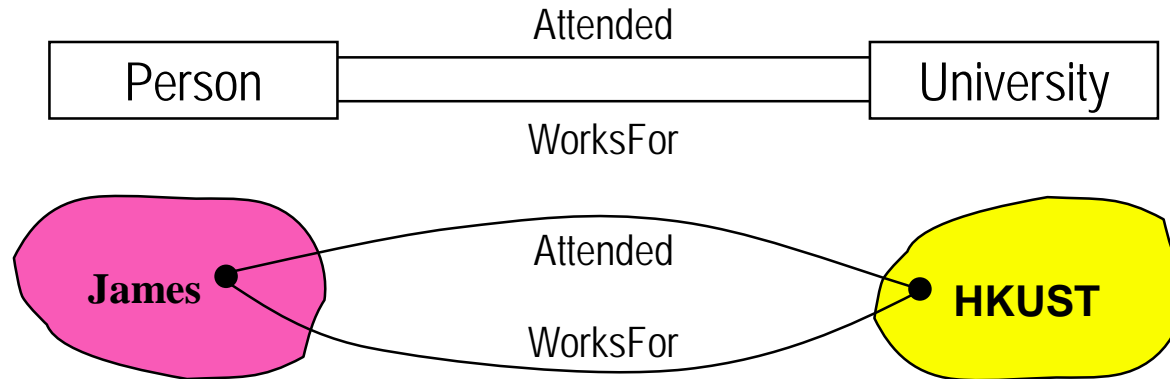 Attended
Person
University
WorksFor
Attended
James
HKUST
WorksFor